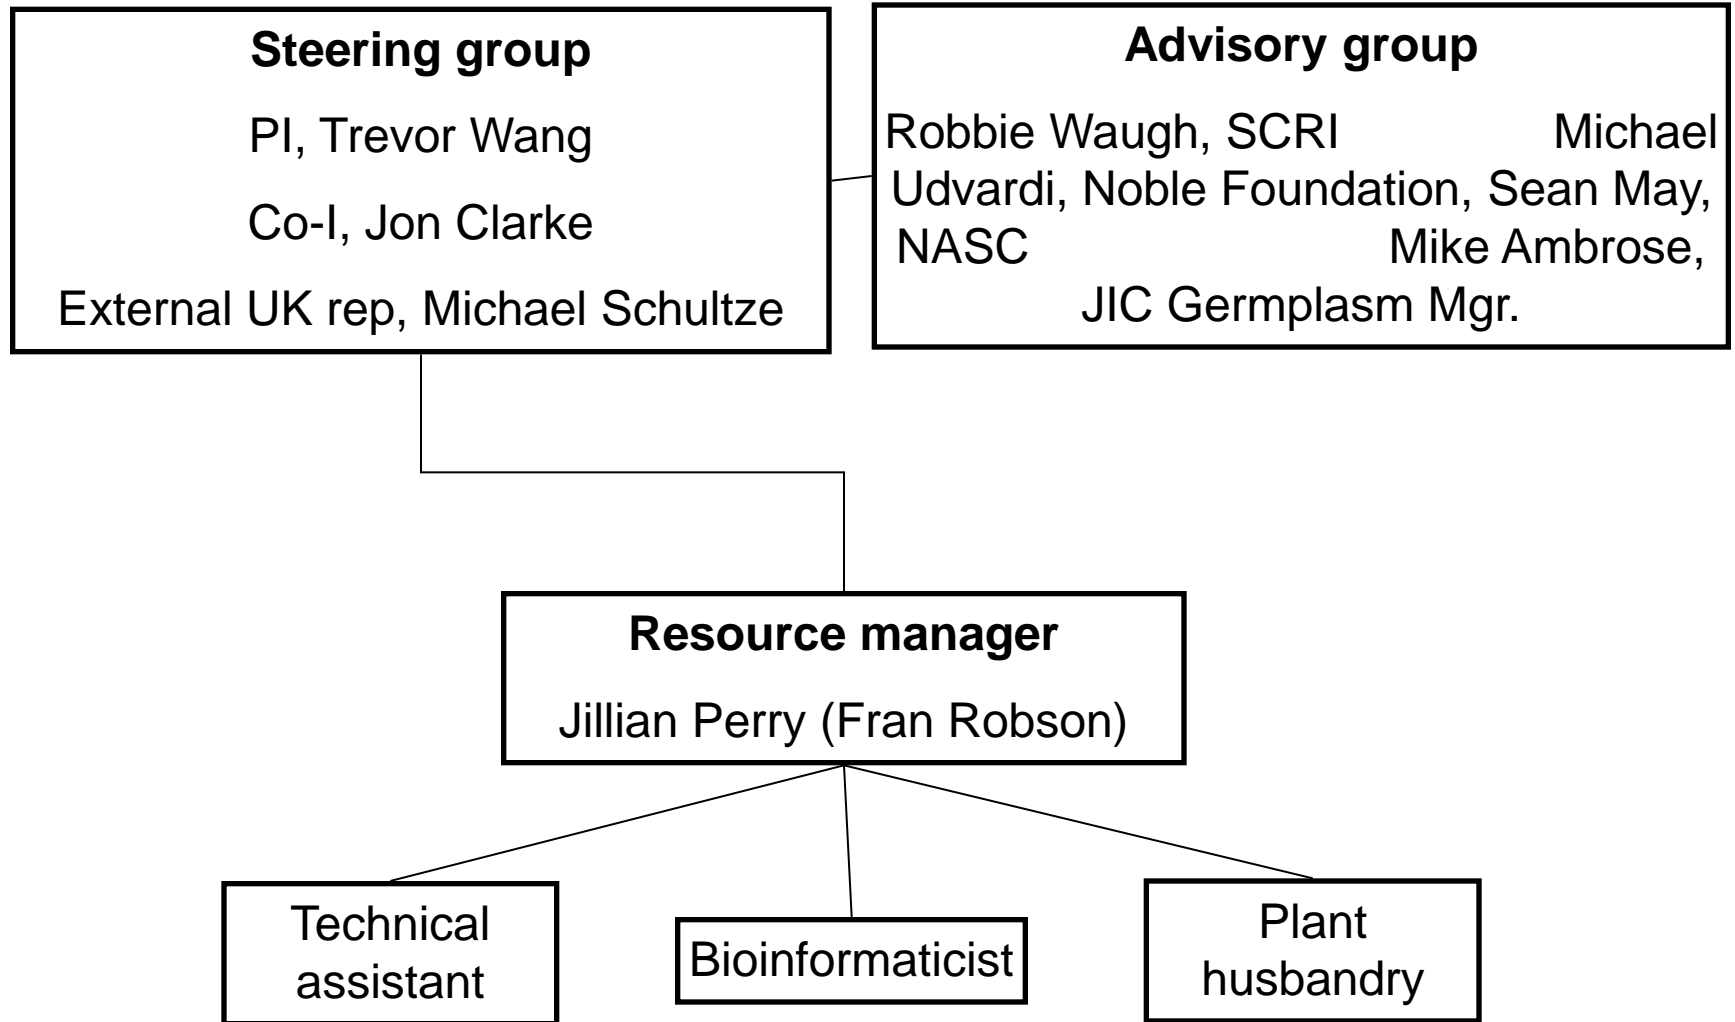 Steering group
PI, Trevor Wang
Co-I, Jon Clarke
External UK rep, Michael Schultze
Advisory group
Robbie Waugh, SCRI Michael
Udvardi, Noble Foundation, Sean May,
NASC Mike Ambrose,
JIC Germplasm Mgr.
Resource manager
Jillian Perry (Fran Robson)
Technical
assistant
Bioinformaticist
Plant
husbandry